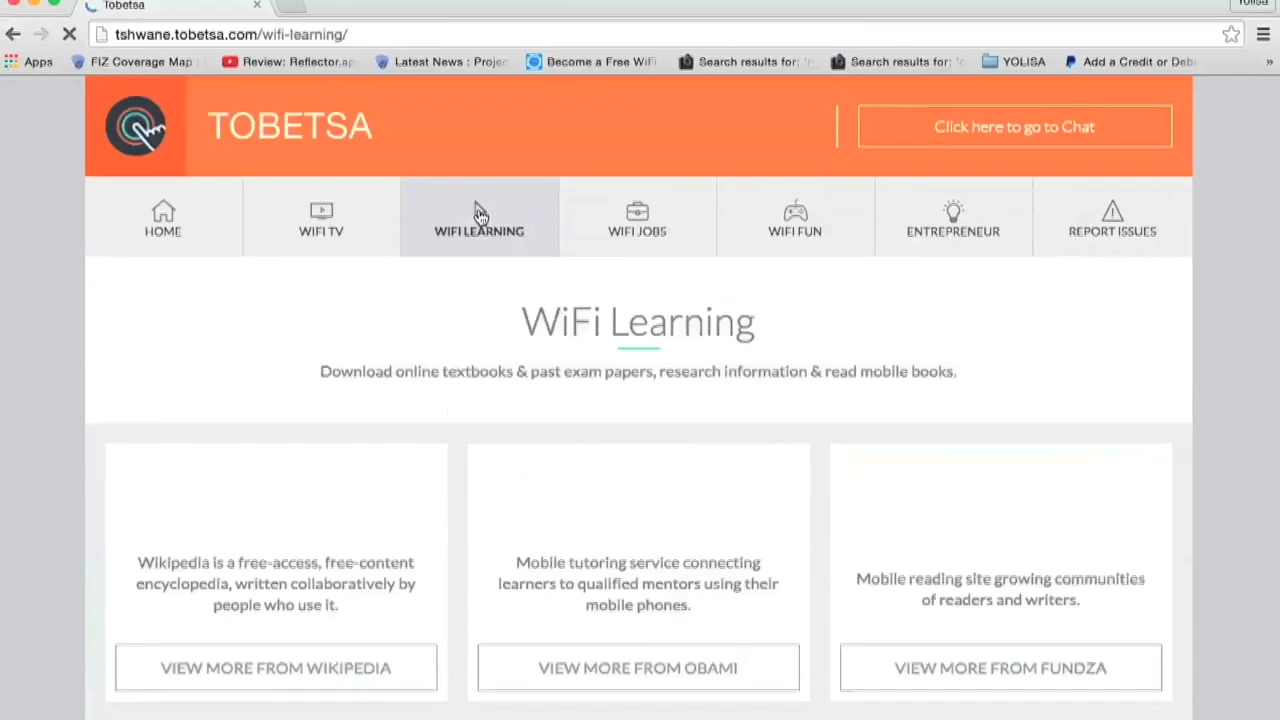 Tobetsa
Yolisa
tshwane.tobetsa.com/wifi-learning/
Apps FIZ Coverage Map Review: Reflector.ap Latest News : Projec Become a Free WiFi Search results for: Search results for: YOLISA Add a Credit or Debi »
TOBETSA
Click here to go to Chat
HOME WIFI TV WIFI LEARNING WIFI JOBS WIFI FUN ENTREPRENEUR REPORT ISSUES
WiFi Learning
Download online textbooks & past exam papers, research information & read mobile books.
Wikipedia is a free-access, free-content
encyclopedia, written collaboratively by
people who use it.
VIEW MORE FROM WIKIPEDIA
Mobile tutoring service connecting
learners to qualified mentors using their
mobile phones.
VIEW MORE FROM OBAMI
Mobile reading site growing communities
of readers and writers.
VIEW MORE FROM FUNDZA